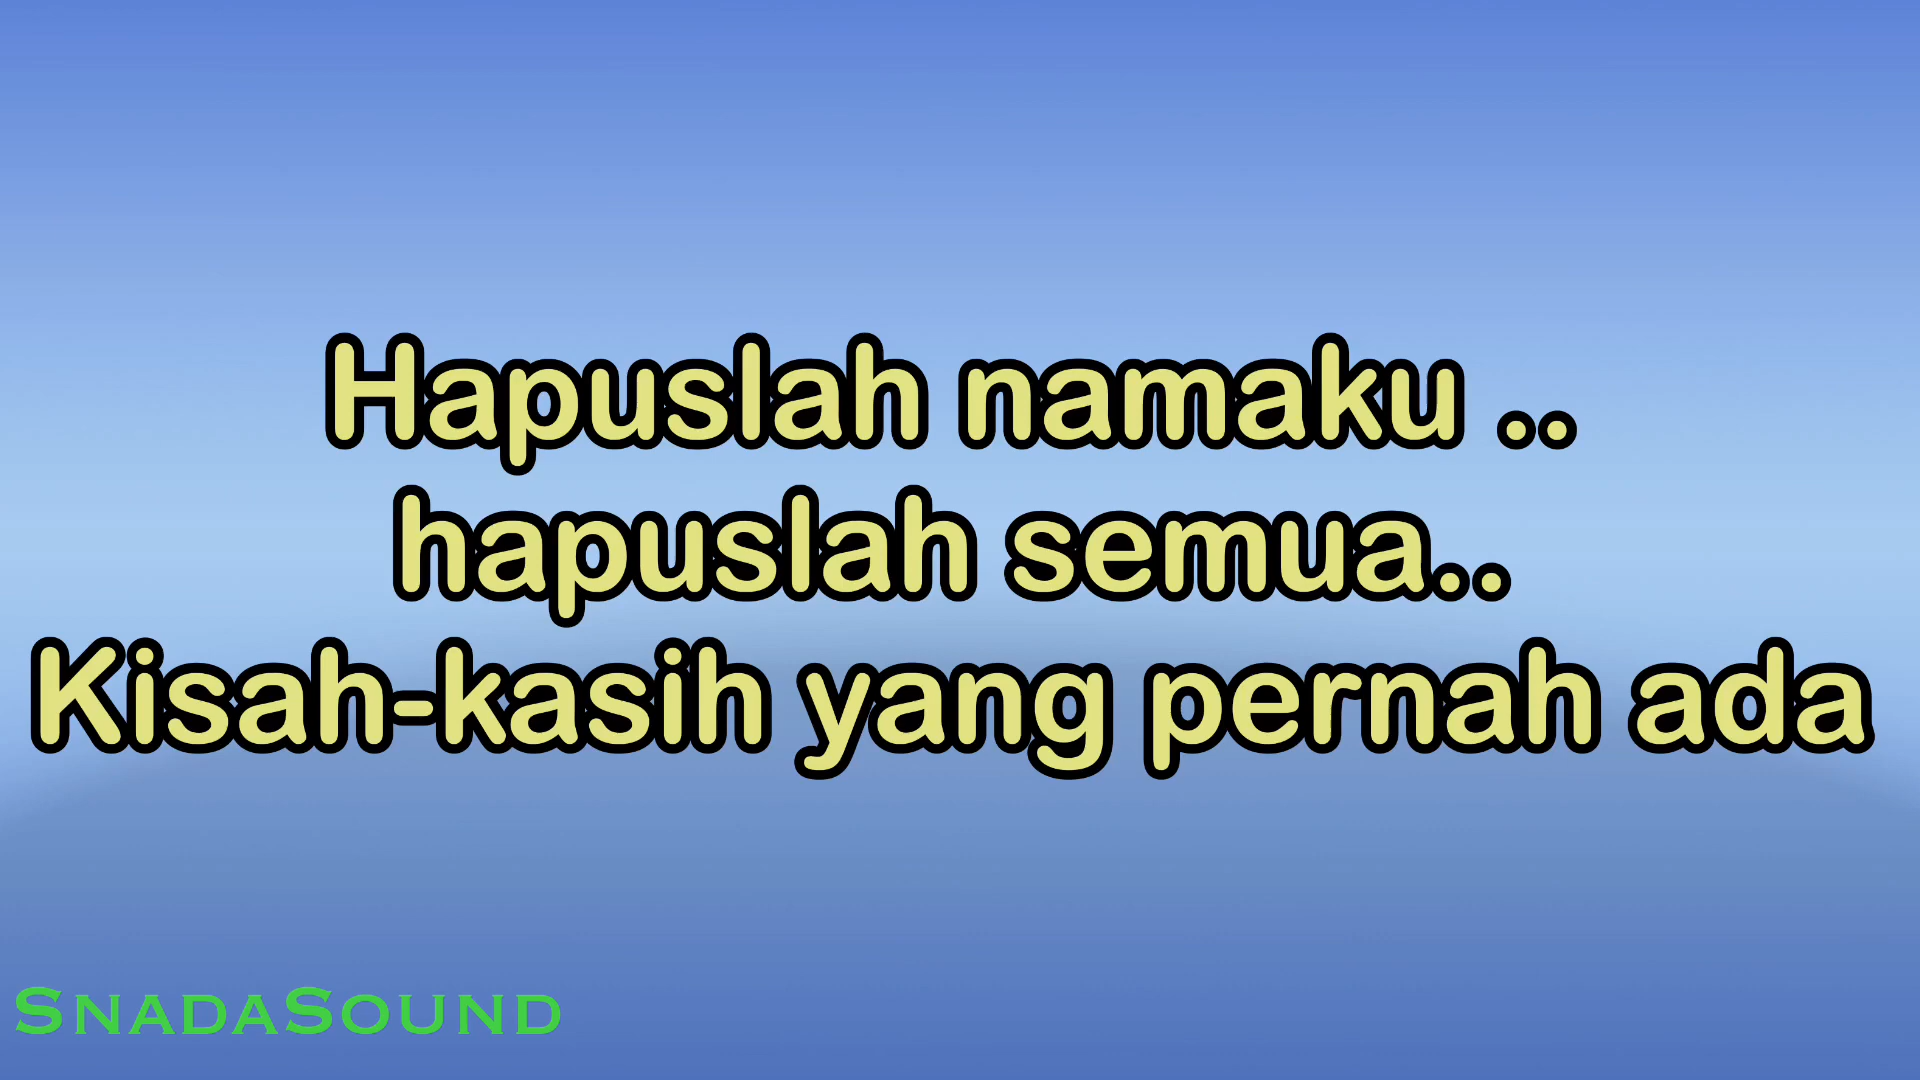 Hapuslah namaku ..
hapuslah semua..
Kisah-kasih yang pernah ada
SnadaSound